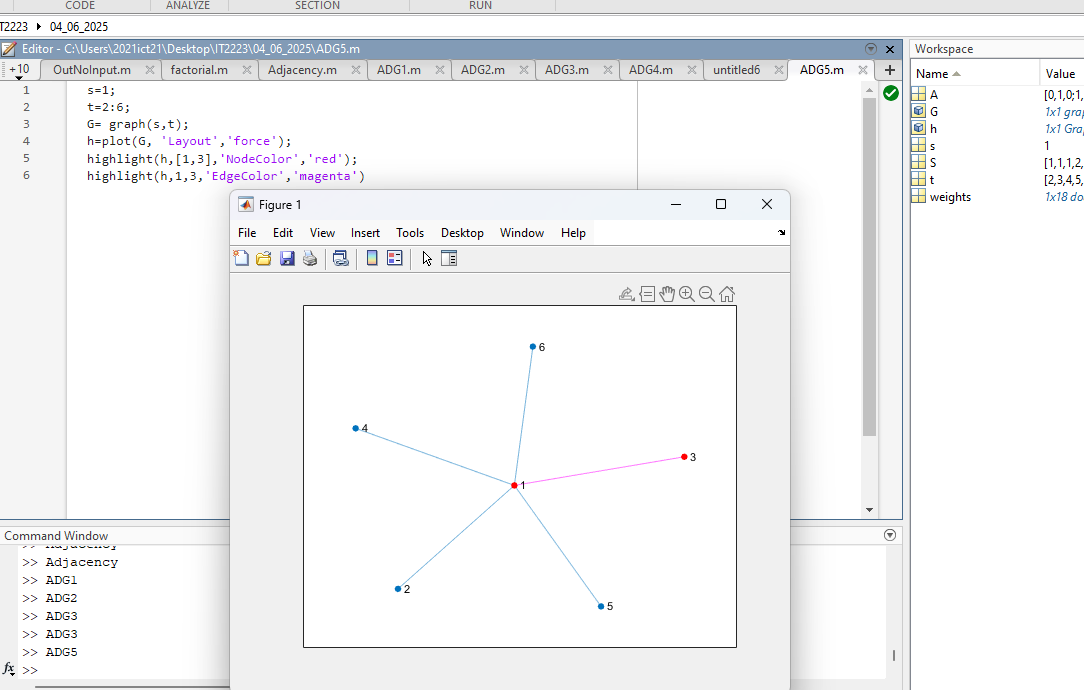 CODE ANALYZE SECTION RUN
T2223 04_06_2025
Editor - C:\Users\2021ict21\Desktop\IT2223\04_06_2025\ADG5.m
+10 OutNoInput.m factorial.m Adjacency.m ADG1.m ADG2.m ADG3.m ADG4.m untitled6 ADG5.m
1 s=1;
2 t=2:6;
3 G= graph(s,t);
4 h=plot(G, 'Layout','force');
5 highlight(h,[1,3],'NodeColor','red');
6 highlight(h,1,3,'EdgeColor','magenta')
Workspace
Name Value
A [0,1,0;1,
G 1x1 grap
h 1x1 Gra
s 1
S [1,1,1,2,
t [2,3,4,5,
weights 1x18 do
Figure 1
File Edit View Insert Tools Desktop Window Help
6
4
3
1
2
5
Command Window
>> Adjacency
>> Adjacency
>> ADG1
>> ADG2
>> ADG3
>> ADG3
>> ADG5
fx >>